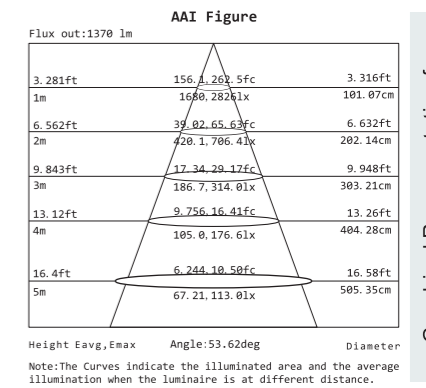 AAI Figure
Flux out:1370 lm
3.281ft 156.1,262.5fc 3.316ft
1m 1680,2826lx 101.07cm
6.562ft 39.02,65.63fc 6.632ft
2m 420.1,706.4lx 202.14cm
9.843ft 17.34,29.17fc 9.948ft
3m 186.7,314.0lx 303.21cm
13.12ft 9.756,16.41fc 13.26ft
4m 105.0,176.6lx 404.28cm
16.4ft 6.244,10.50fc 16.58ft
5m 67.21,113.0lx 505.35cm
Height Eavg,Emax Angle:53.62deg Diameter
Note:The Curves indicate the illuminated area and the average
illumination when the luminaire is at different distance.